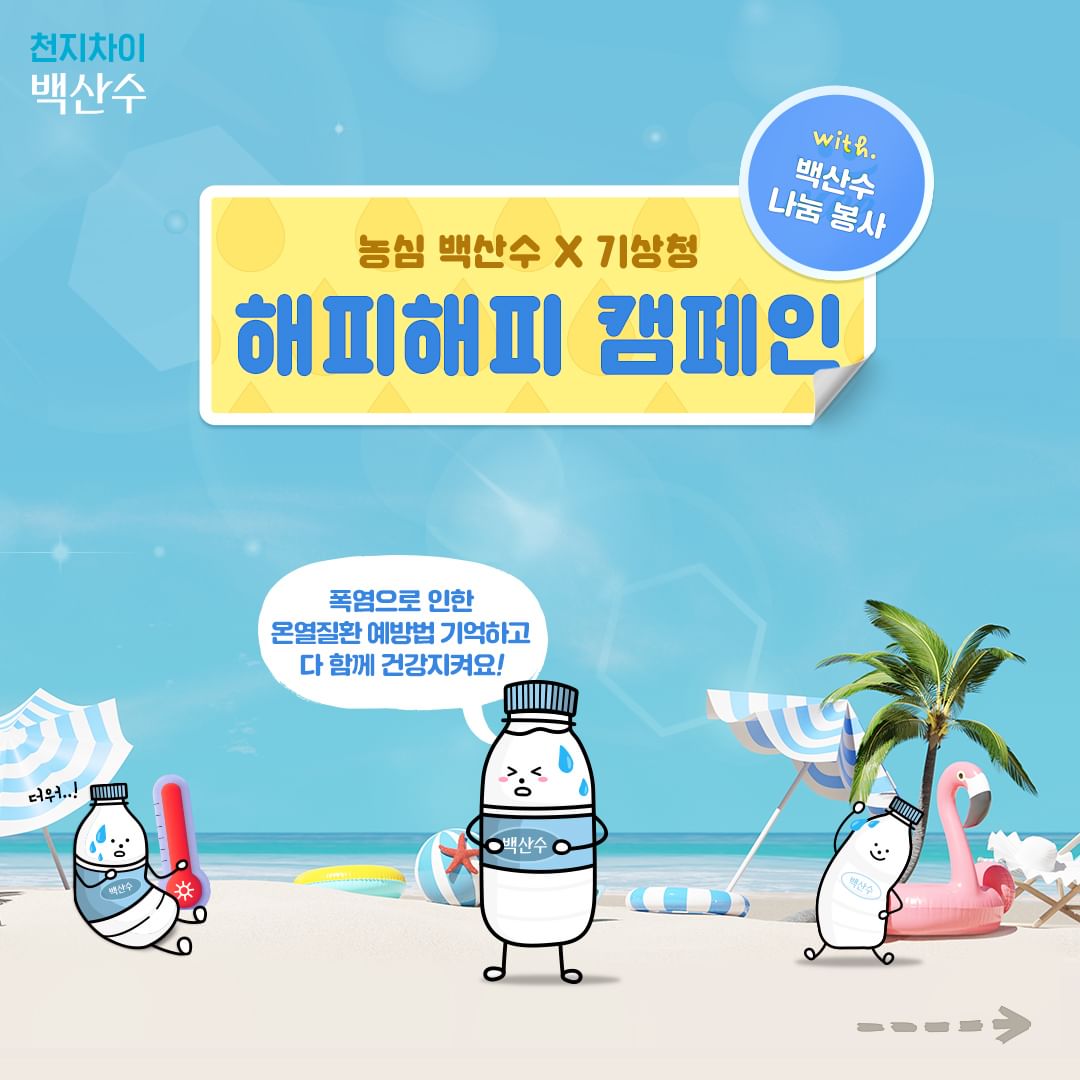 천지차이
백산수
with.
백산수
나눔 봉사
농심 백산수 X 기상청
해피해피 캠페인
폭염으로 인한
온열질환 예방법 기억하고
다 함께 건강지켜요!
더워..!
백산수
백산수
백산수